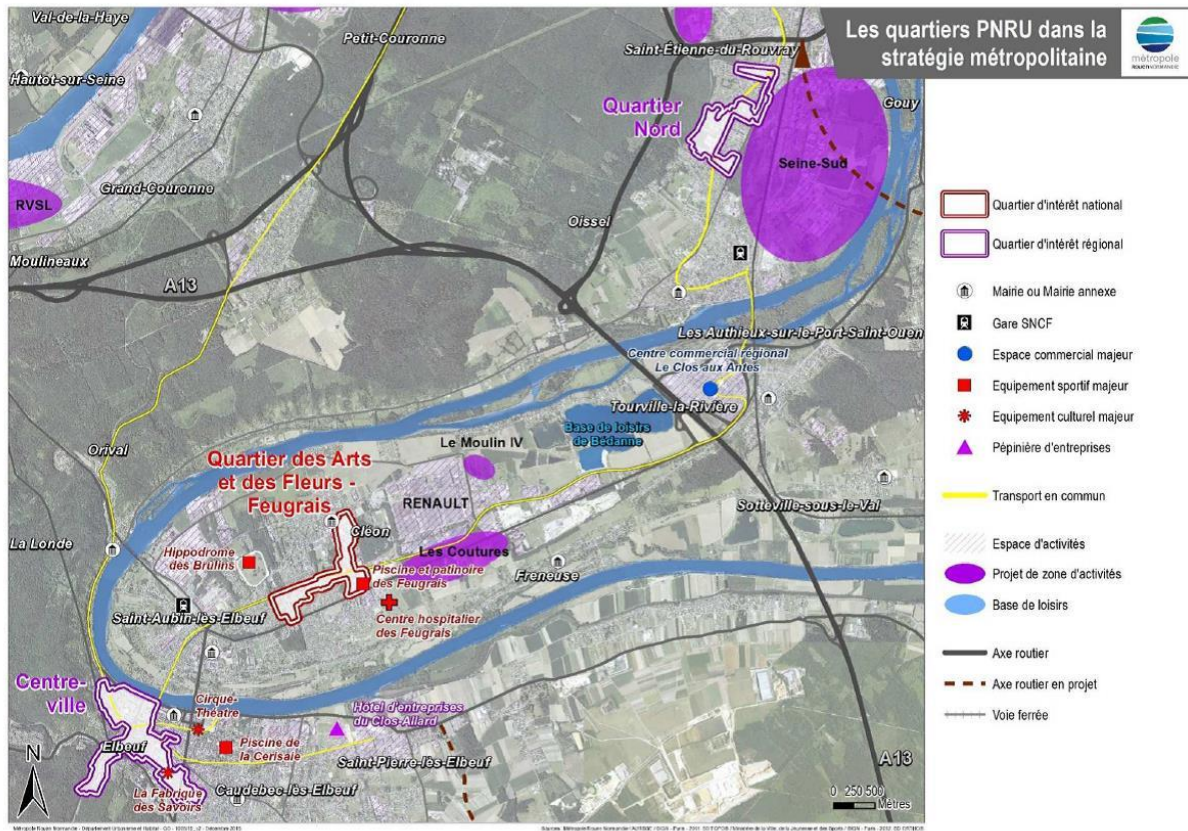 Les quartiers PNRU dans la
stratégie métropolitaine
métropole
ROUENNORMANDIE
Val-de-la-Haye
Petit-Couronne
Saint-Étienne-du-Rouvray
Hautot-sur-Seine
Quartier
Nord
Gouy
Seine-Sud
Grand-Couronne
RVSL
Oissel
Moulineaux
A13
Les Authieux-sur-le-Port-Saint-Ouen
Centre commercial régional
Le Clos aux Antes
Tourville-la-Rivière
Base de loisirs
de Bédanne
Orival
Le Moulin IV
Quartier des Arts
et des Fleurs -
Feugrais
RENAULT
Sotteville-sous-le-Val
Cléon
La Londe
Hippodrome
des Brûlins
Les Coutures
Piscine et patinoire
des Feugrais
Freneuse
Saint-Aubin-lès-Elbeuf
Centre hospitalier
des Feugrais
Centre-
ville
Cirque-
Théatre
Hôtel d'entreprises
du Clos-Allard
Elbeuf
Piscine de
la Cerisaie
Saint-Pierre-lès-Elbeuf
A13
La Fabrique
des Savoirs
Caudebec-lès-Elbeuf
N
0 250 500
Mètres
Quartier d'intérêt national
Quartier d'intérêt régional
Mairie ou Mairie annexe
Gare SNCF
Espace commercial majeur
Equipement sportif majeur
Equipement culturel majeur
Pépinière d'entreprises
Transport en commun
Espace d'activités
Projet de zone d'activités
Base de loisirs
Axe routier
Axe routier en projet
Voie ferrée